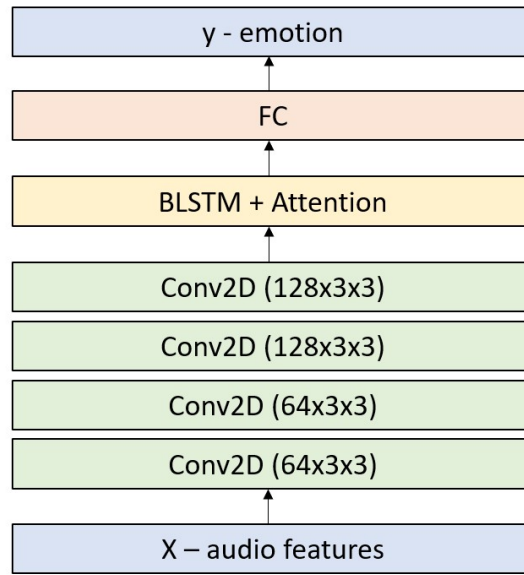 y - emotion
FC
BLSTM + Attention
Conv2D (128x3x3)
Conv2D (128x3x3)
Conv2D (64x3x3)
Conv2D (64x3x3)
X – audio features